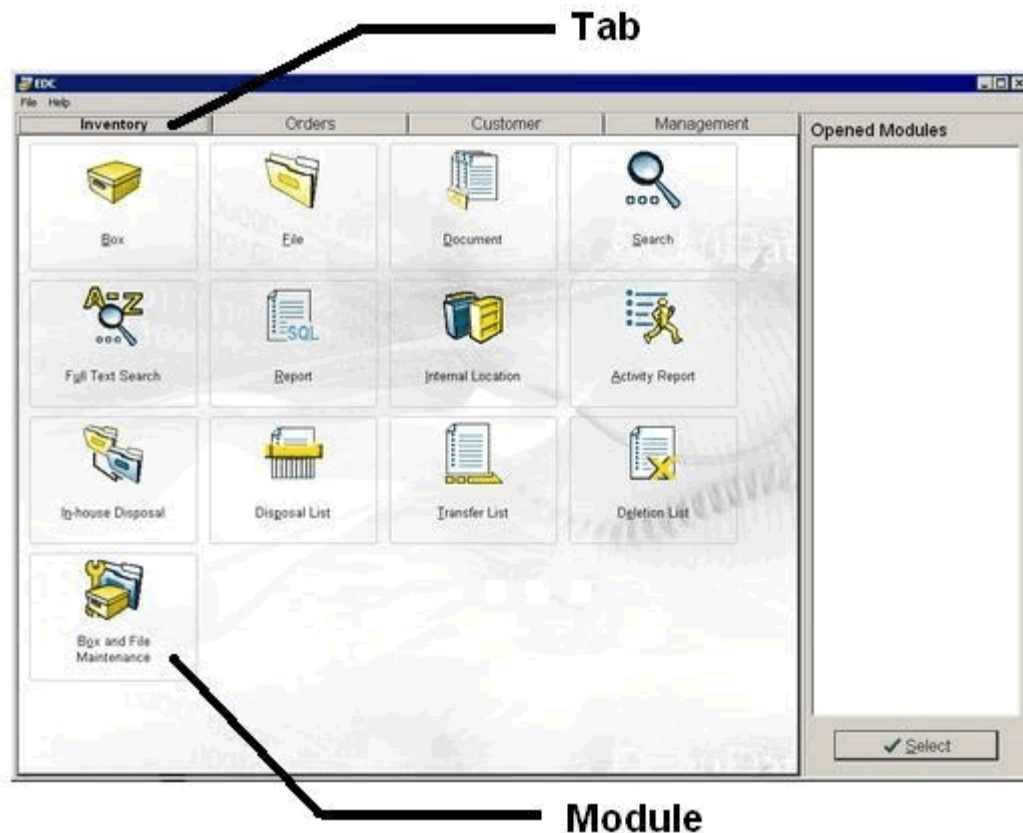 Tab
EDC
File Help
Inventory Orders Customer Management
Opened Modules
Box File Document Search
A-Z
SQL
Full Text Search Report Internal Location Activity Report
In-house Disposal Disposal List Transfer List Deletion List
Box and File
Maintenance
Select
Module